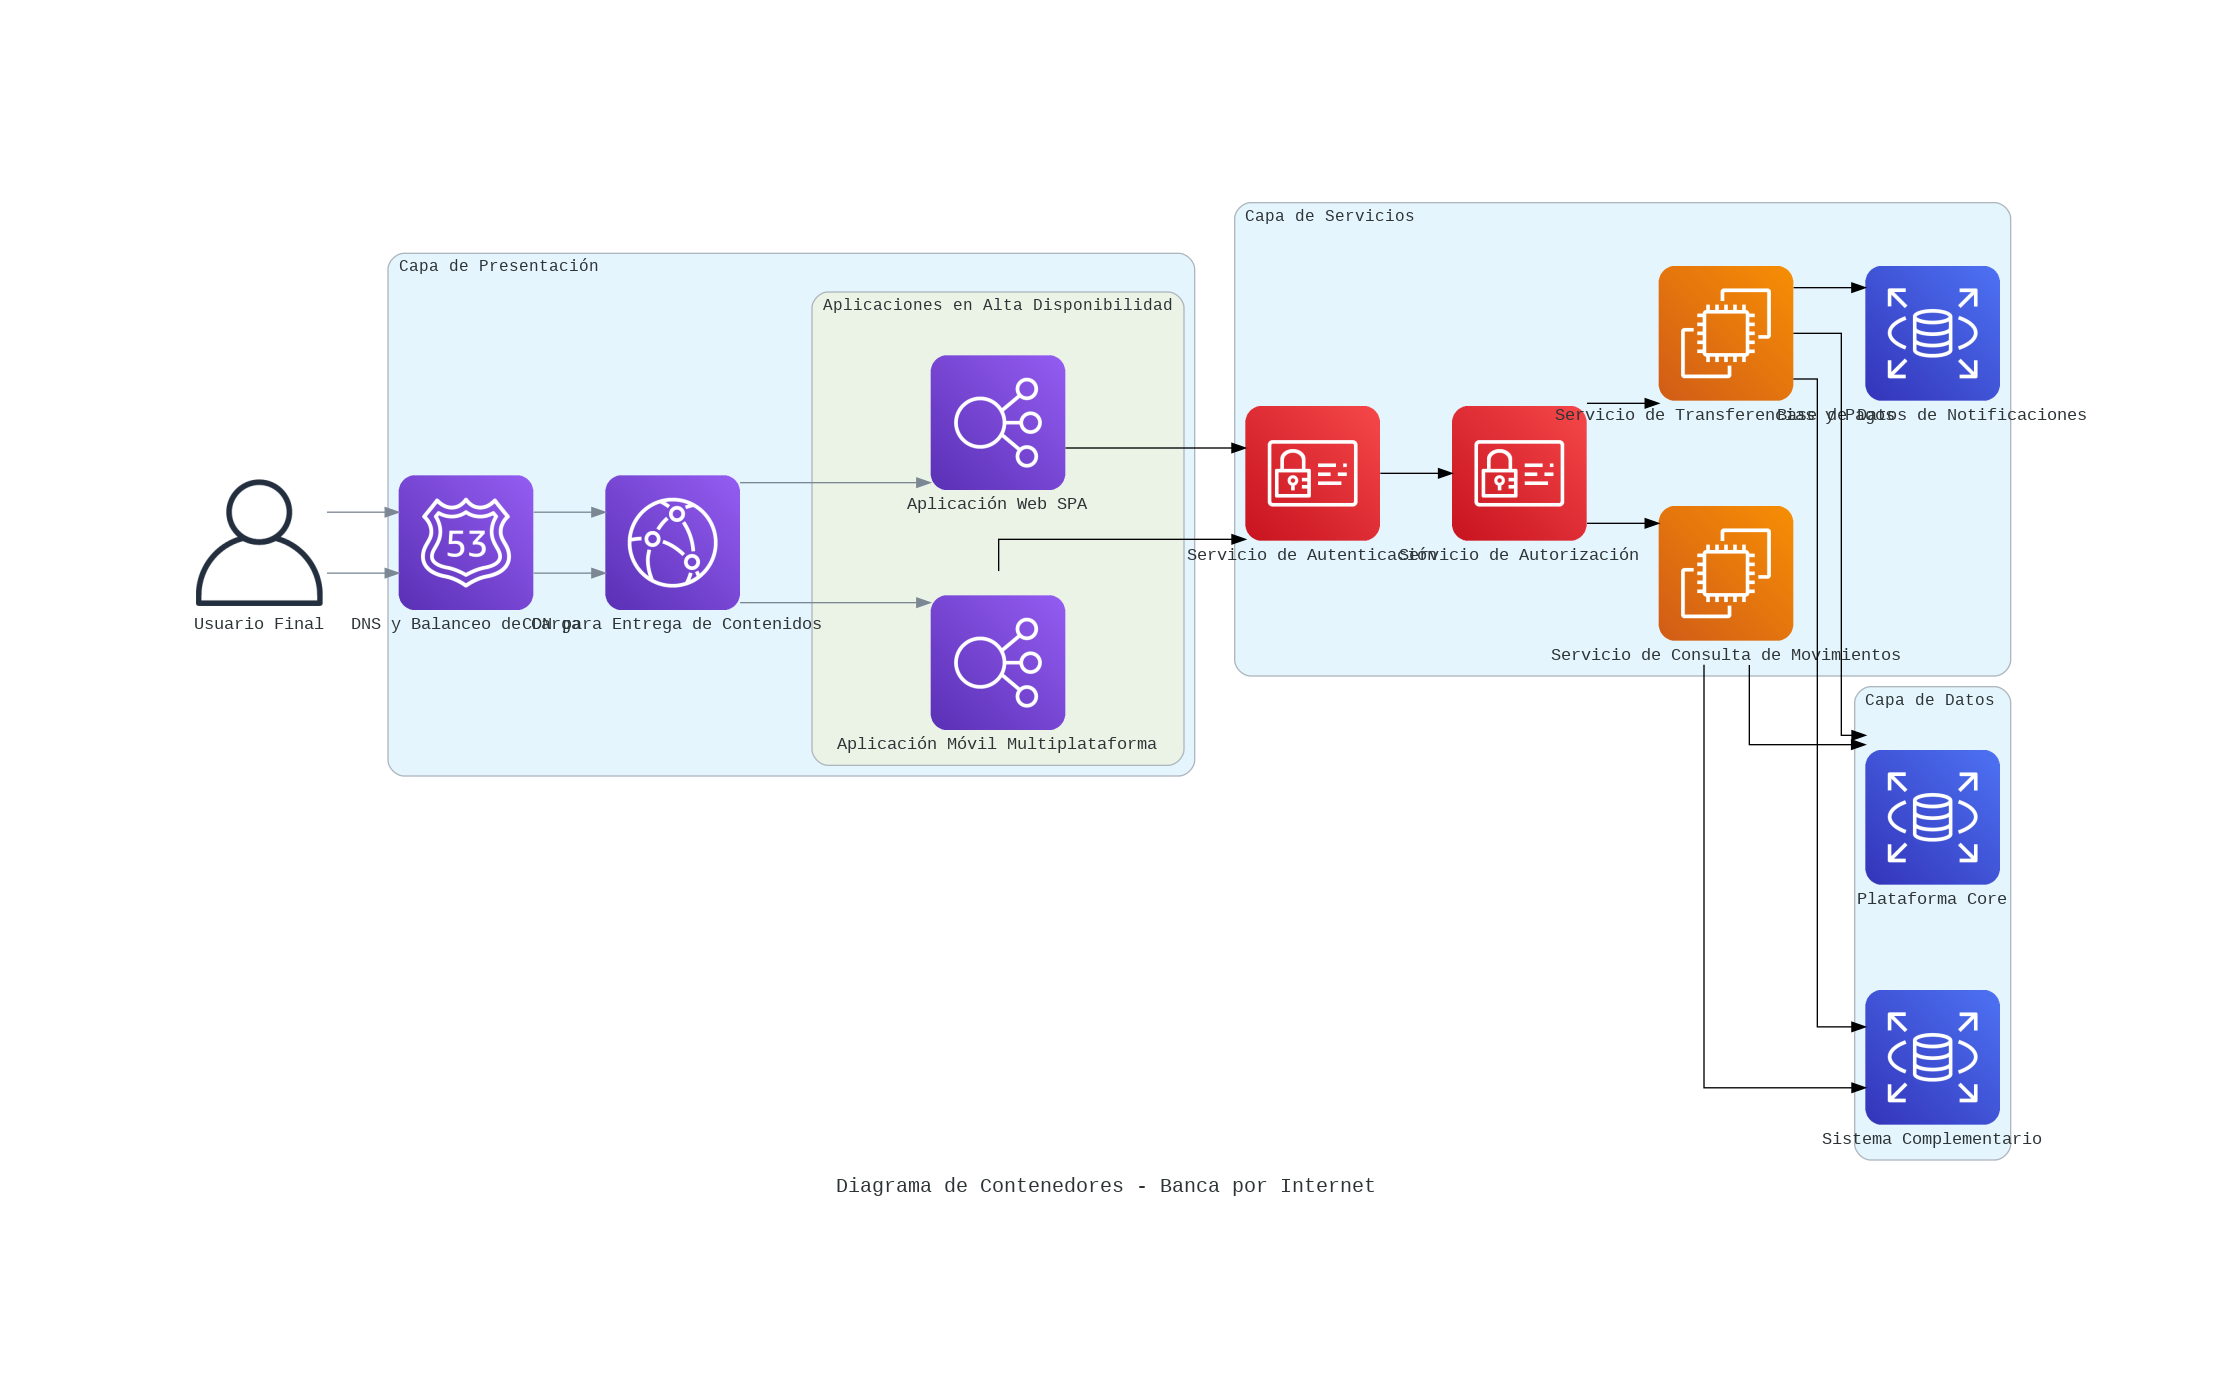 Capa de Servicios
Capa de Presentación
Aplicaciones en Alta Disponibilidad
53
Servicio de Transferencias y Pagos
Base de Datos de Notificaciones
Aplicación Web SPA
Servicio de Autenticación
Servicio de Autorización
Usuario Final
DNS y Balanceo de Carga
CDN para Entrega de Contenidos
Servicio de Consulta de Movimientos
Capa de Datos
Aplicación Móvil Multiplataforma
Plataforma Core
Sistema Complementario
Diagrama de Contenedores - Banca por Internet